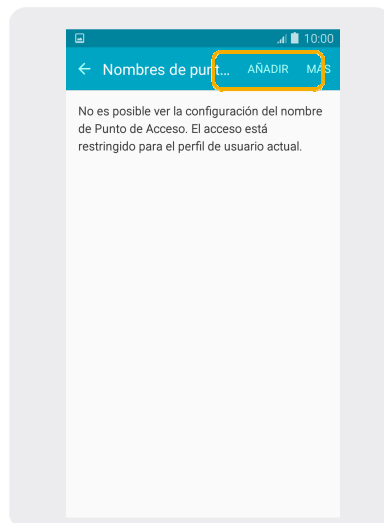 10:00
Nombres de punt... AÑADIR MÁS
No es posible ver la configuración del nombre
de Punto de Acceso. El acceso está
restringido para el perfil de usuario actual.